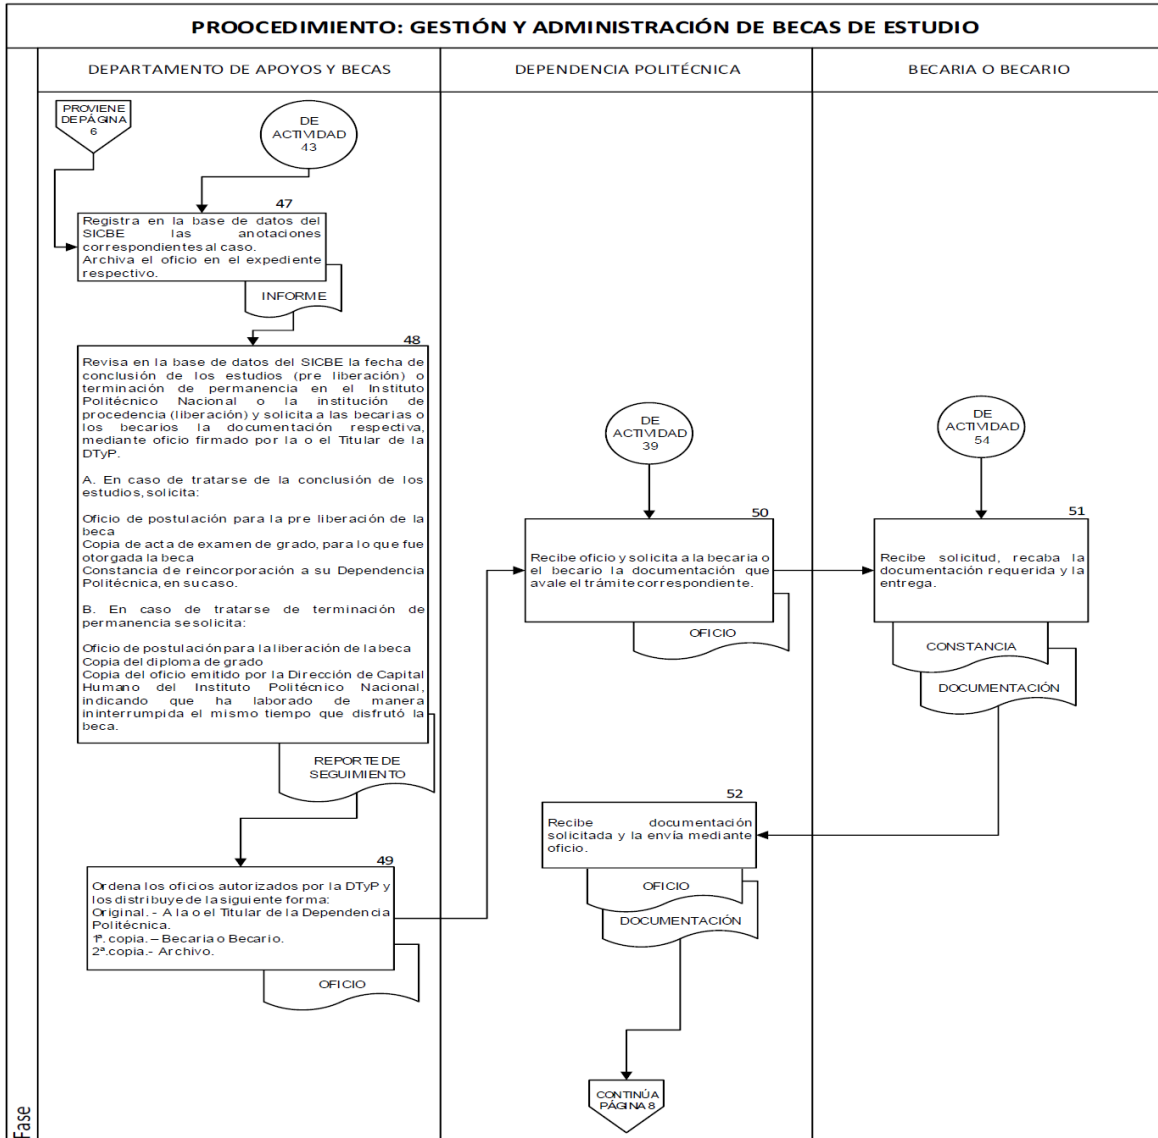 PROOCEDIMIENTO: GESTIÓN Y ADMINISTRACIÓN DE BECAS DE ESTUDIO
DEPARTAMENTO DE APOYOS Y BECAS
DEPENDENCIA POLITÉCNICA
BECARIA O BECARIO
PROVIENE
DE PÁGINA
6
DE
ACTIVIDAD
43
47
Registra en la base de datos del
SICBE las anotaciones
correspondientes al caso.
Archiva el oficio en el expediente
respectivo.
INFORME
48
Revisa en la base de datos del SICBE la fecha de
conclusión de los estudios (pre liberación) o
terminación de permanencia en el Instituto
Politécnico Nacional o la institución de
procedencia (liberación) y solicita a las becarias o
los becarios la documentación respectiva,
mediante oficio firmado por la o el Titular de la
DTyP.
A. En caso de tratarse de la conclusión de los
estudios, solicita:
Oficio de postulación para la pre liberación de la
beca
Copia de acta de examen de grado, para lo que fue
otorgada la beca
Constancia de reincorporación a su Dependencia
Politécnica, en su caso.
B. En caso de tratarse de terminación de
permanencia se solicita:
Oficio de postulación para la liberación de la beca
Copia del diploma de grado
Copia del oficio emitido por la Dirección de Capital
Humano del Instituto Politécnico Nacional,
indicando que ha laborado de manera
ininterrumpida el mismo tiempo que disfrutó la
beca.
REPORTE DE
SEGUIMIENTO
49
Ordena los oficios autorizados por la DTyP y
los distribuye de la siguiente forma:
Original. - A la o el Titular de la Dependencia
Politécnica.
1ª. copia. – Becaria o Becario.
2ª.copia.- Archivo.
OFICIO
DE
ACTIVIDAD
39
50
Recibe oficio y solicita a la becaria o
el becario la documentación que
avale el trámite correspondiente.
OFICIO
DE
ACTIVIDAD
54
51
Recibe solicitud, recaba la
documentación requerida y la
entrega.
CONSTANCIA
DOCUMENTACIÓN
52
Recibe documentación
solicitada y la envía mediante
oficio.
OFICIO
DOCUMENTACIÓN
CONTINÚA
PÁGINA 8
Fase